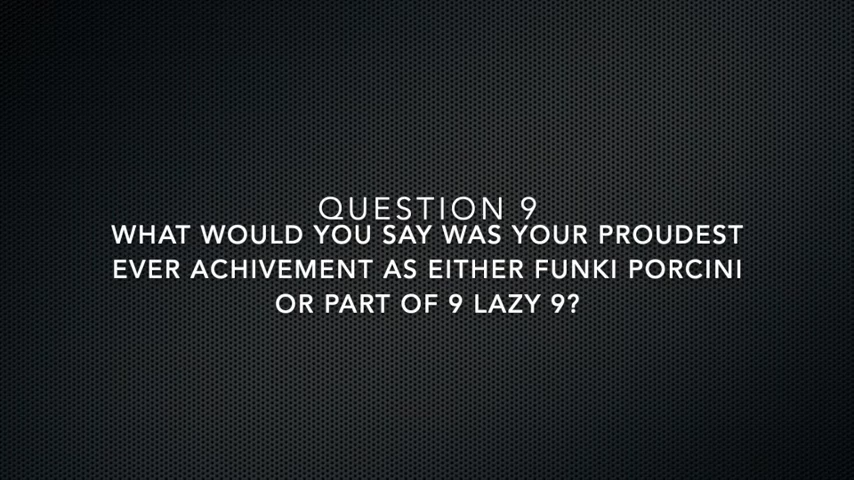 QUESTION 9
WHAT WOULD YOU SAY WAS YOUR PROUDEST
EVER ACHIVEMENT AS EITHER FUNKI PORCINI
OR PART OF 9 LAZY 9?